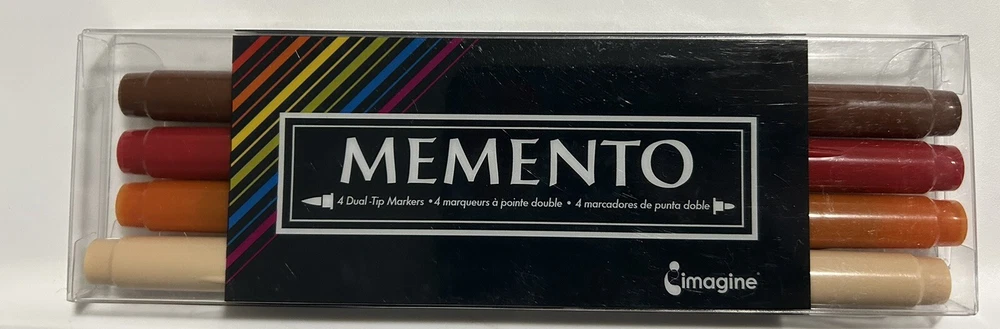 MEMENTO
4 Dual-Tip Markers • 4 marqueurs à pointe double • 4 marcadores de punta doble
imagine